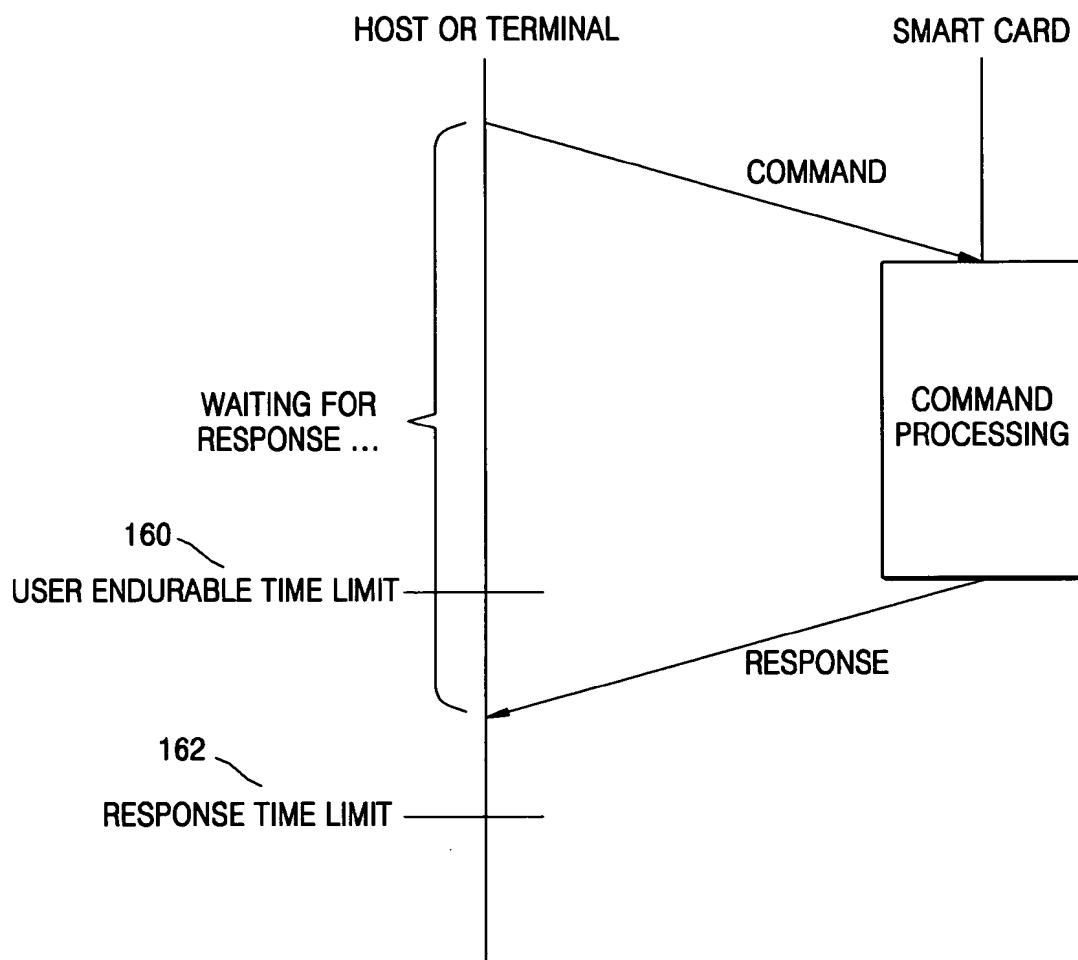 HOST OR TERMINAL
SMART CARD
COMMAND
WAITING FOR
RESPONSE ...
COMMAND
PROCESSING
160
USER ENDURABLE TIME LIMIT
RESPONSE
162
RESPONSE TIME LIMIT